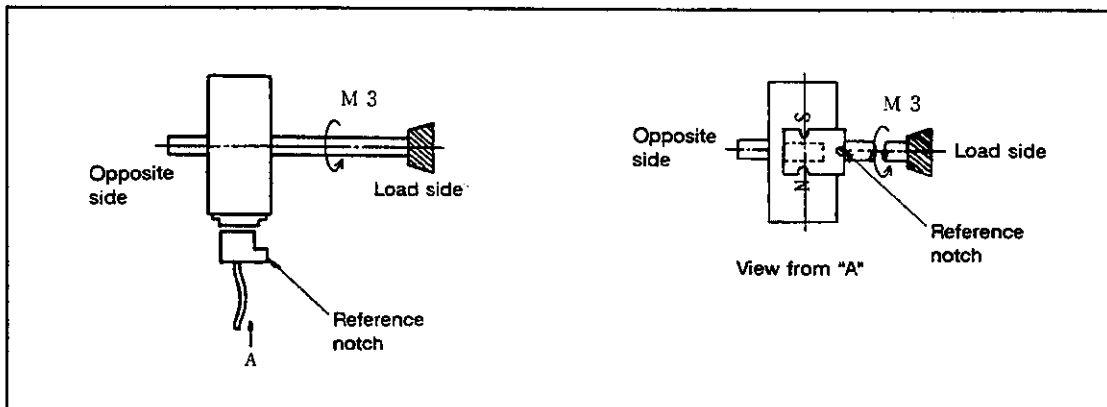 M 3
Opposite
side
Load side
Reference
notch
A
S
M 3
Opposite
side
Load side
N
Reference
notch
View from "A"